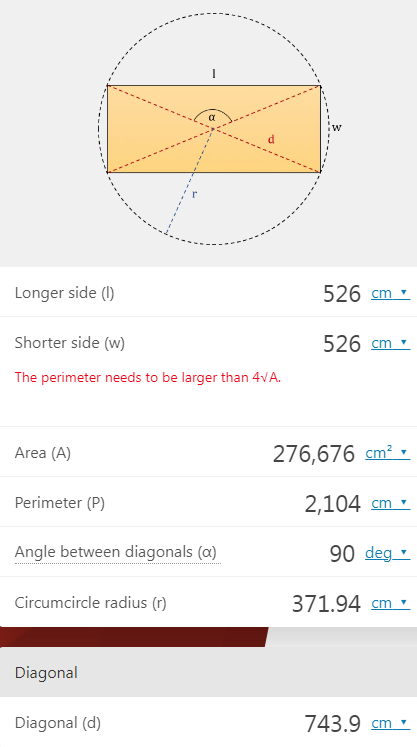 l
α
w
d
r
Longer side (l) 526 cm
Shorter side (w) 526 cm
The perimeter needs to be larger than 4√A.
Area (A) 276,676 cm²
Perimeter (P) 2,104 cm
Angle between diagonals (α) 90 deg
Circumcircle radius (r) 371.94 cm
Diagonal
Diagonal (d) 743.9 cm